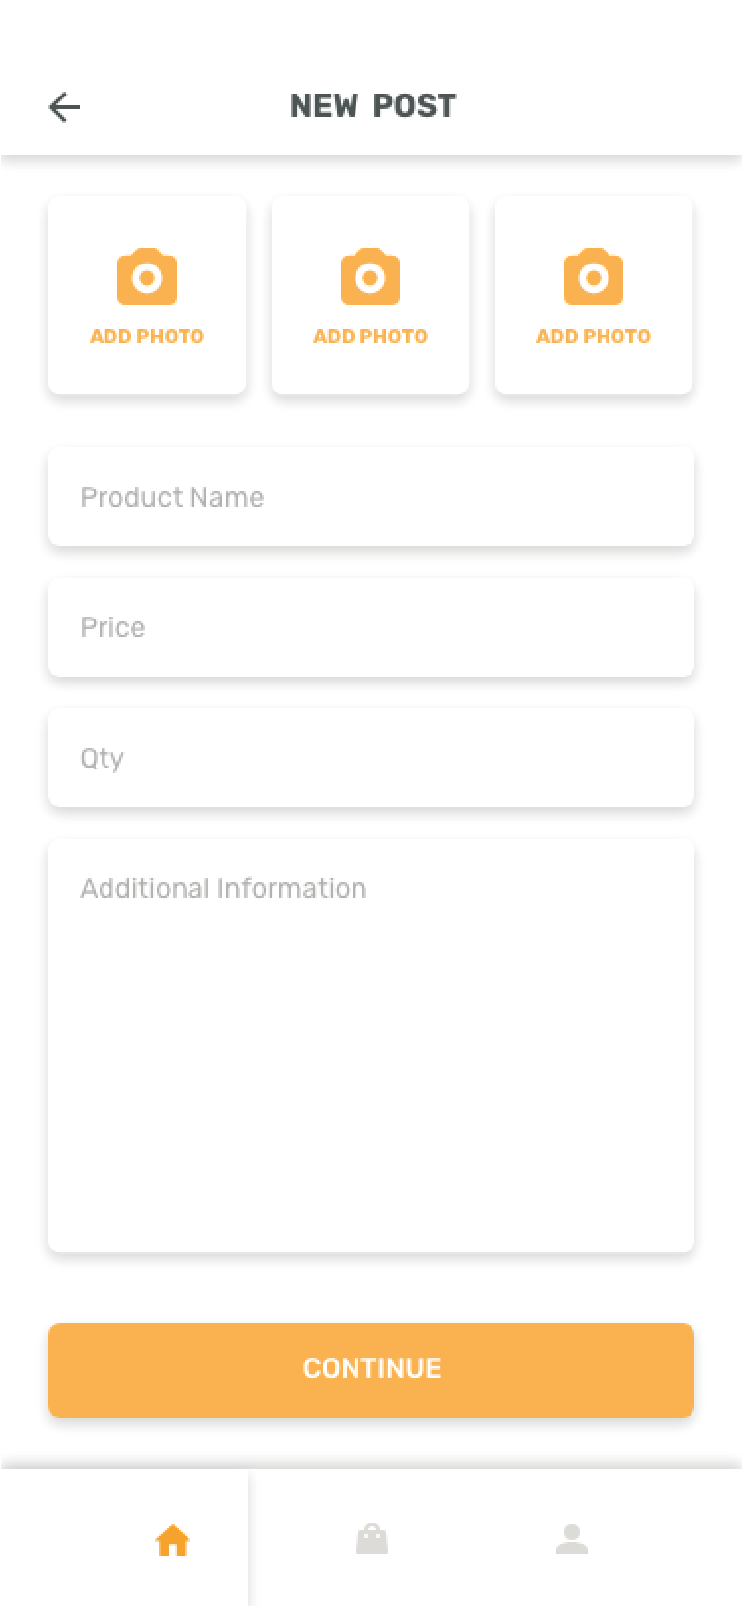 NEW POST
ADD PHOTO ADD PHOTO ADD PHOTO
Product Name
Price
Qty
Additional Information
CONTINUE